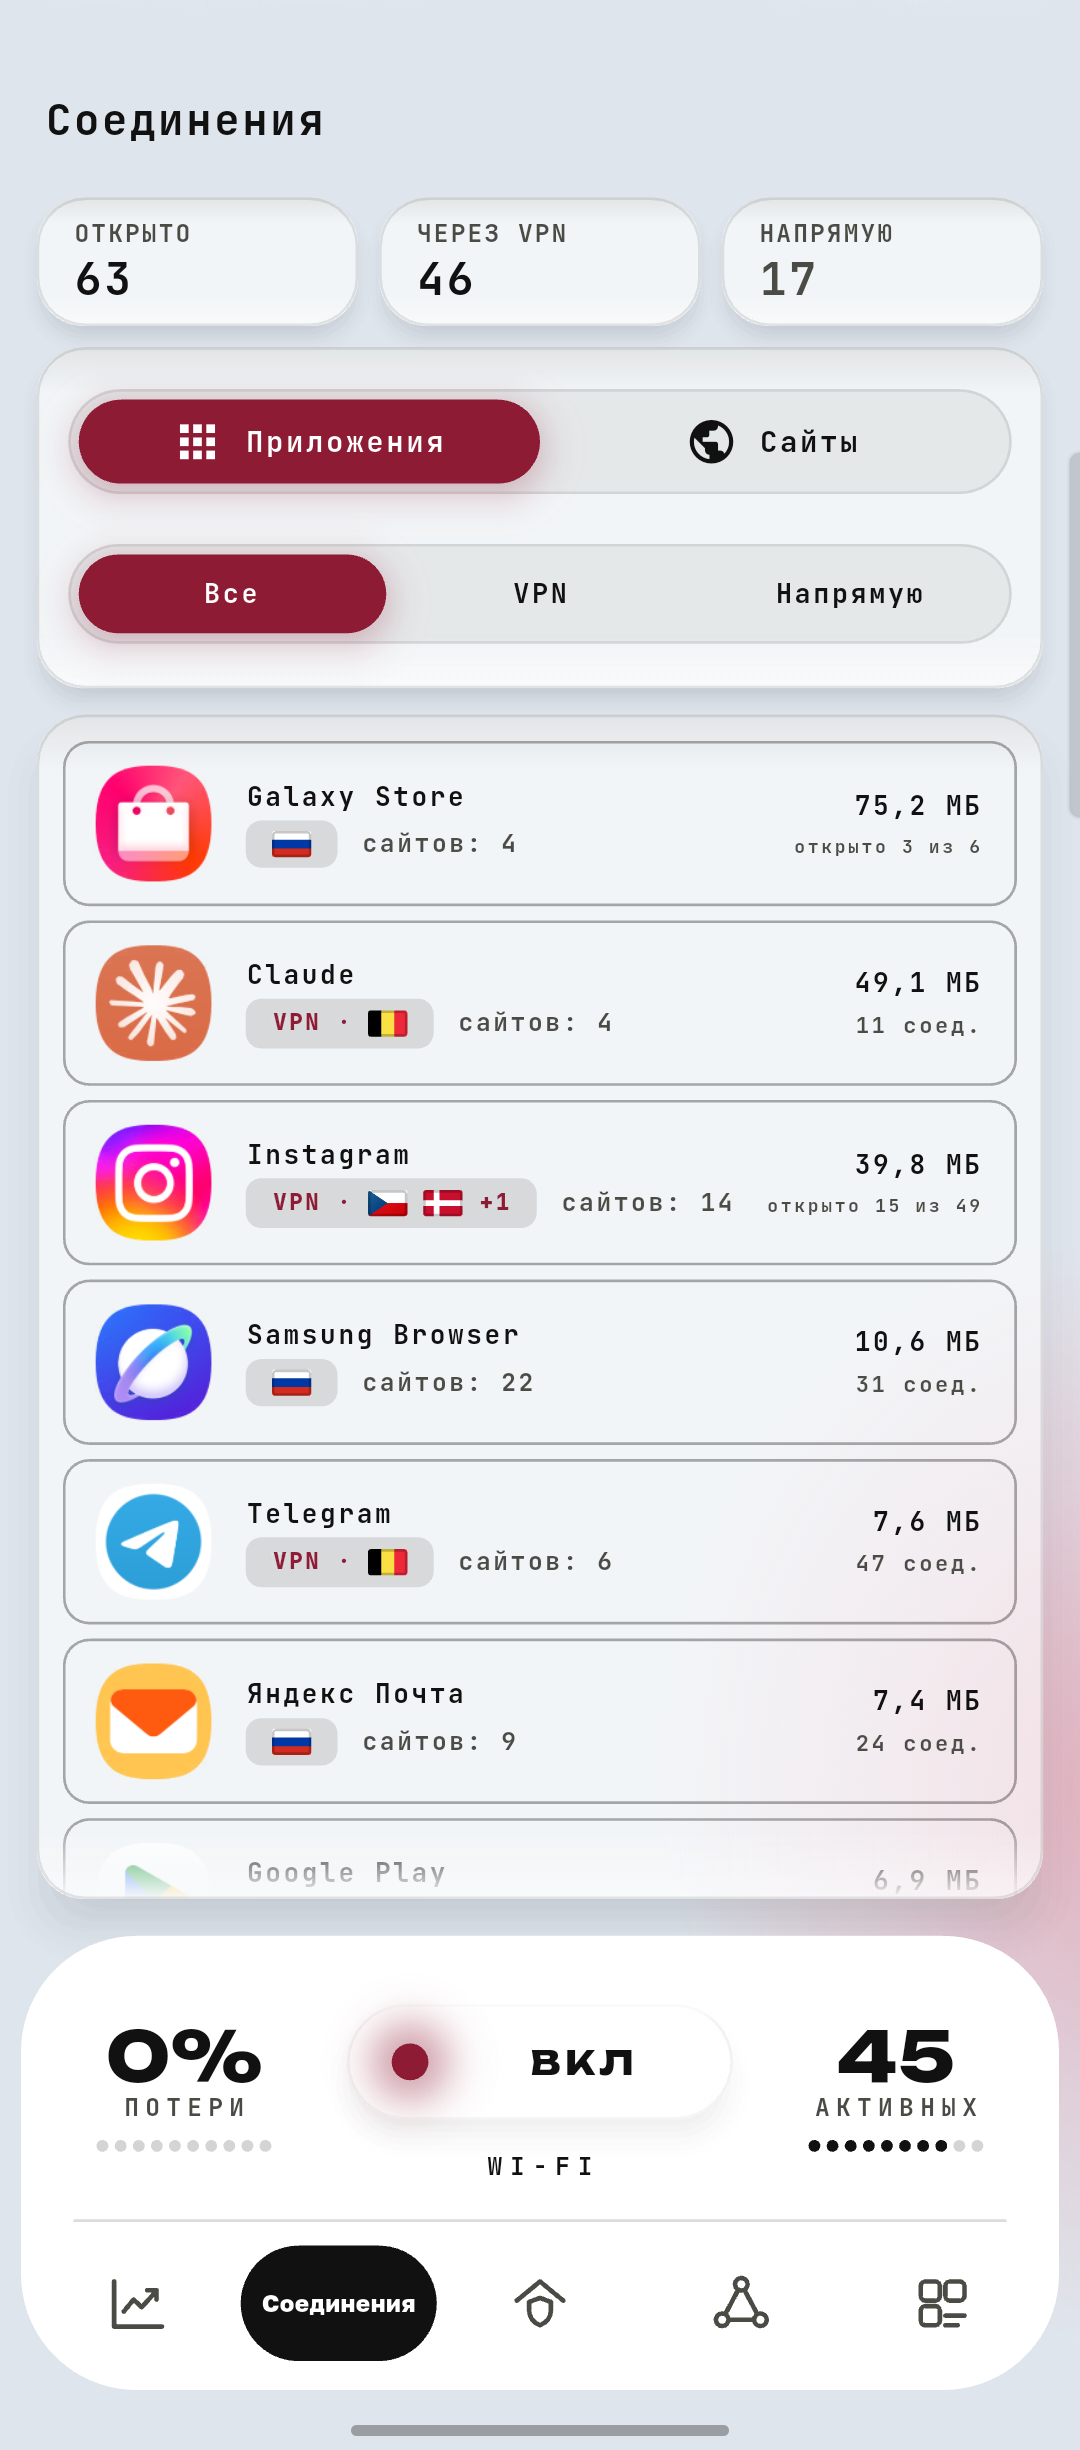 Соединения
ОТКРЫТО
63
ЧЕРЕЗ VPN
46
НАПРЯМУЮ
17
Приложения
Сайты
Все
VPN
Напрямую
Galaxy Store
75,2 МБ
сайтов: 4
открыто 3 из 6
Claude
49,1 МБ
VPN · сайтов: 4
11 соед.
Instagram
39,8 МБ
VPN · +1 сайтов: 14
открыто 15 из 49
Samsung Browser
10,6 МБ
сайтов: 22
31 соед.
Telegram
7,6 МБ
VPN · сайтов: 6
47 соед.
Яндекс Почта
7,4 МБ
сайтов: 9
24 соед.
Google Play
6,9 МБ
0%
ПОТЕРИ
вкл
WI-FI
45
АКТИВНЫХ
Соединения